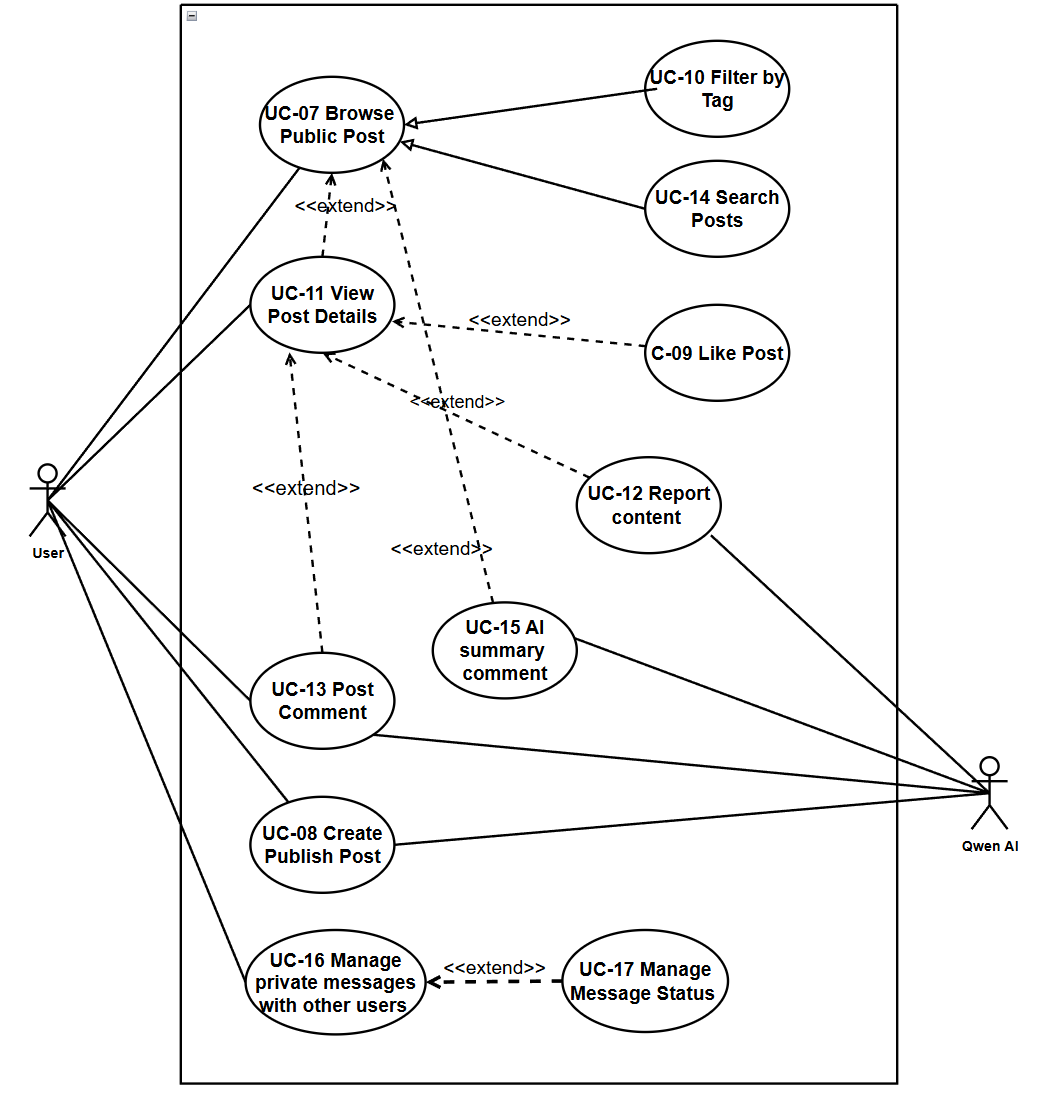 UC-10 Filter by
Tag
UC-07 Browse
Public Post
UC-14 Search
Posts
<<extend>>
UC-11 View
Post Details
<<extend>>
C-09 Like Post
<<extend>>
UC-12 Report
content
<<extend>>
<<extend>>
User
UC-15 AI
summary
comment
UC-13 Post
Comment
UC-08 Create
Publish Post
Qwen AI
UC-16 Manage
private messages
with other users
<<extend>>
UC-17 Manage
Message Status